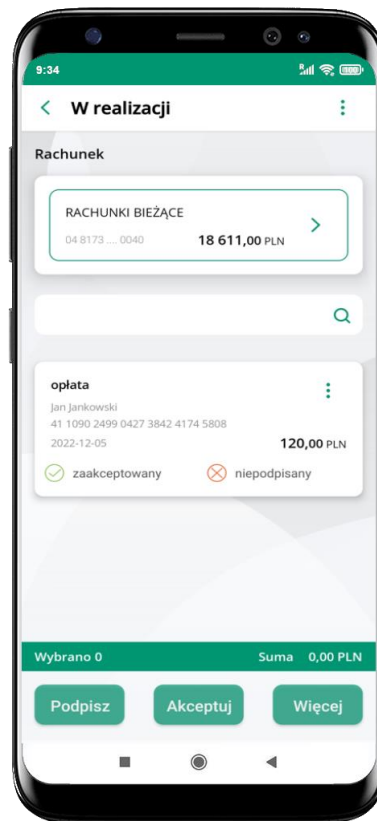 9:34
R
W realizacji
Rachunek
RACHUNKI BIEŻĄCE
04 8173 .... 0040 18 611,00 PLN
opłata
Jan Jankowski
41 1090 2499 0427 3842 4174 5808
2022-12-05 120,00 PLN
zaakceptowany niepodpisany
Wybrano 0 Suma 0,00 PLN
Podpisz Akceptuj Więcej